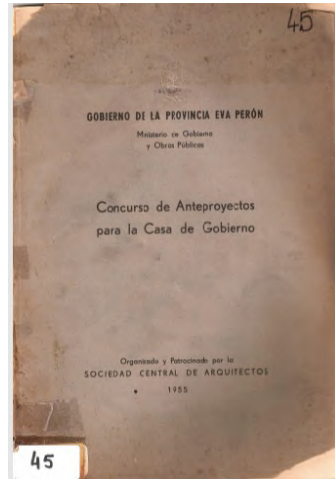 45
GOBIERNO DE LA PROVINCIA EVA PERÓN
Ministerio de Gobierno
y Obras Públicas
Concurso de Anteproyectos
para la Casa de Gobierno
Organizado y Patrocinado por la
SOCIEDAD CENTRAL DE ARQUITECTOS
1955
45